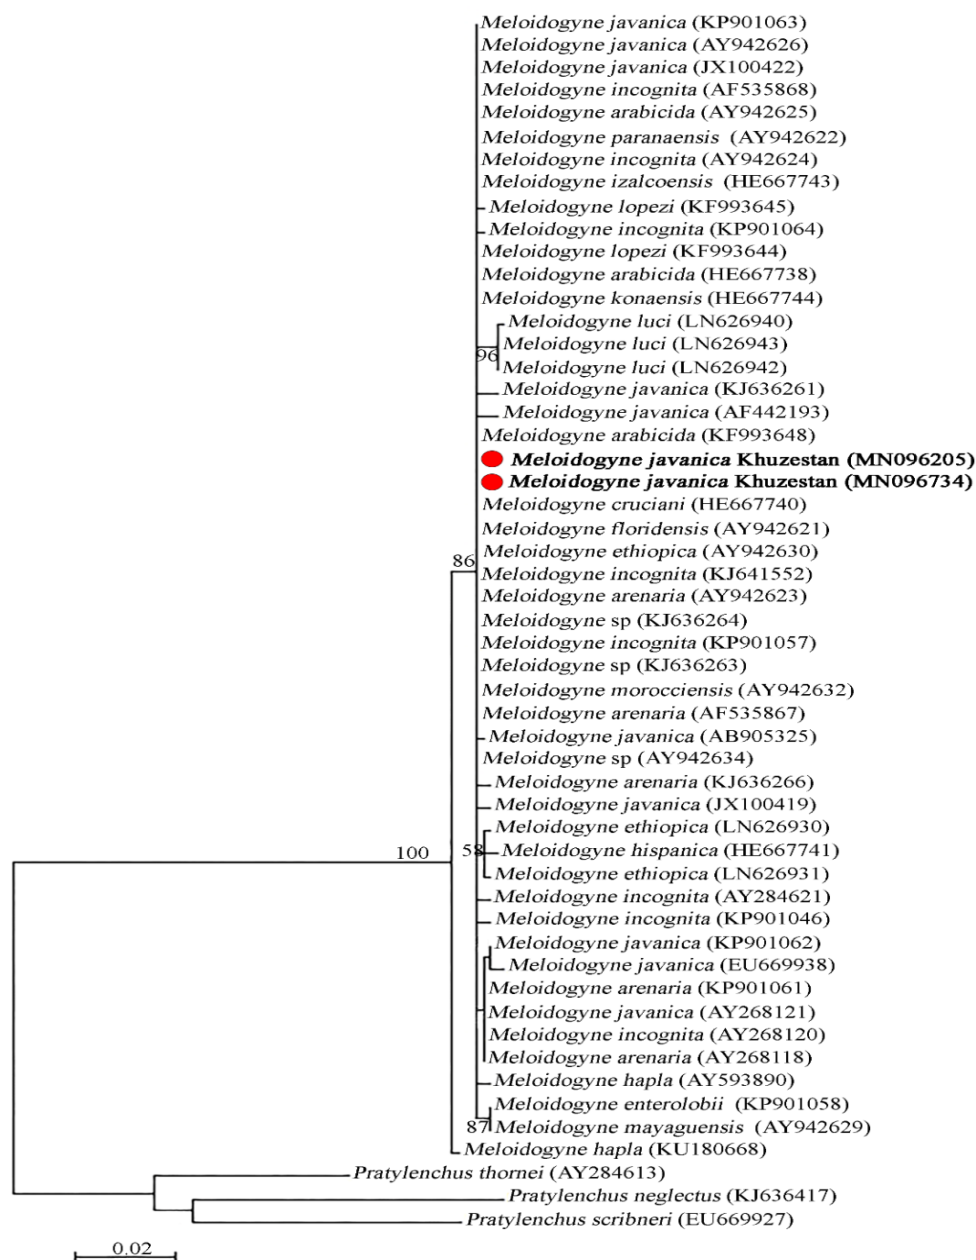 Meloidogyne javanica (KP901063)
Meloidogyne javanica (AY942626)
Meloidogyne javanica (JX100422)
Meloidogyne incognita (AF535868)
Meloidogyne arabicida (AY942625)
Meloidogyne paranaensis (AY942622)
Meloidogyne incognita (AY942624)
Meloidogyne izalcoensis (HE667743)
Meloidogyne lopezi (KF993645)
Meloidogyne incognita (KP901064)
Meloidogyne lopezi (KF993644)
Meloidogyne arabicida (HE667738)
Meloidogyne konaensis (HE667744)
Meloidogyne luci (LN626940)
Meloidogyne luci (LN626943)
96
Meloidogyne luci (LN626942)
Meloidogyne javanica (KJ636261)
Meloidogyne javanica (AF442193)
Meloidogyne arabicida (KF993648)
Meloidogyne javanica Khuzestan (MN096205)
Meloidogyne javanica Khuzestan (MN096734)
Meloidogyne cruciani (HE667740)
Meloidogyne floridensis (AY942621)
Meloidogyne ethiopica (AY942630)
86
Meloidogyne incognita (KJ641552)
Meloidogyne arenaria (AY942623)
Meloidogyne sp (KJ636264)
Meloidogyne incognita (KP901057)
Meloidogyne sp (KJ636263)
Meloidogyne morocciensis (AY942632)
Meloidogyne arenaria (AF535867)
Meloidogyne javanica (AB905325)
Meloidogyne sp (AY942634)
Meloidogyne arenaria (KJ636266)
Meloidogyne javanica (JX100419)
Meloidogyne ethiopica (LN626930)
100
58
Meloidogyne hispanica (HE667741)
Meloidogyne ethiopica (LN626931)
Meloidogyne incognita (AY284621)
Meloidogyne incognita (KP901046)
Meloidogyne javanica (KP901062)
Meloidogyne javanica (EU669938)
Meloidogyne arenaria (KP901061)
Meloidogyne javanica (AY268121)
Meloidogyne incognita (AY268120)
Meloidogyne arenaria (AY268118)
Meloidogyne hapla (AY593890)
Meloidogyne enterolobii (KP901058)
87
Meloidogyne mayaguensis (AY942629)
Meloidogyne hapla (KU180668)
Pratylenchus thornei (AY284613)
Pratylenchus neglectus (KJ636417)
Pratylenchus scribneri (EU669927)
0.02